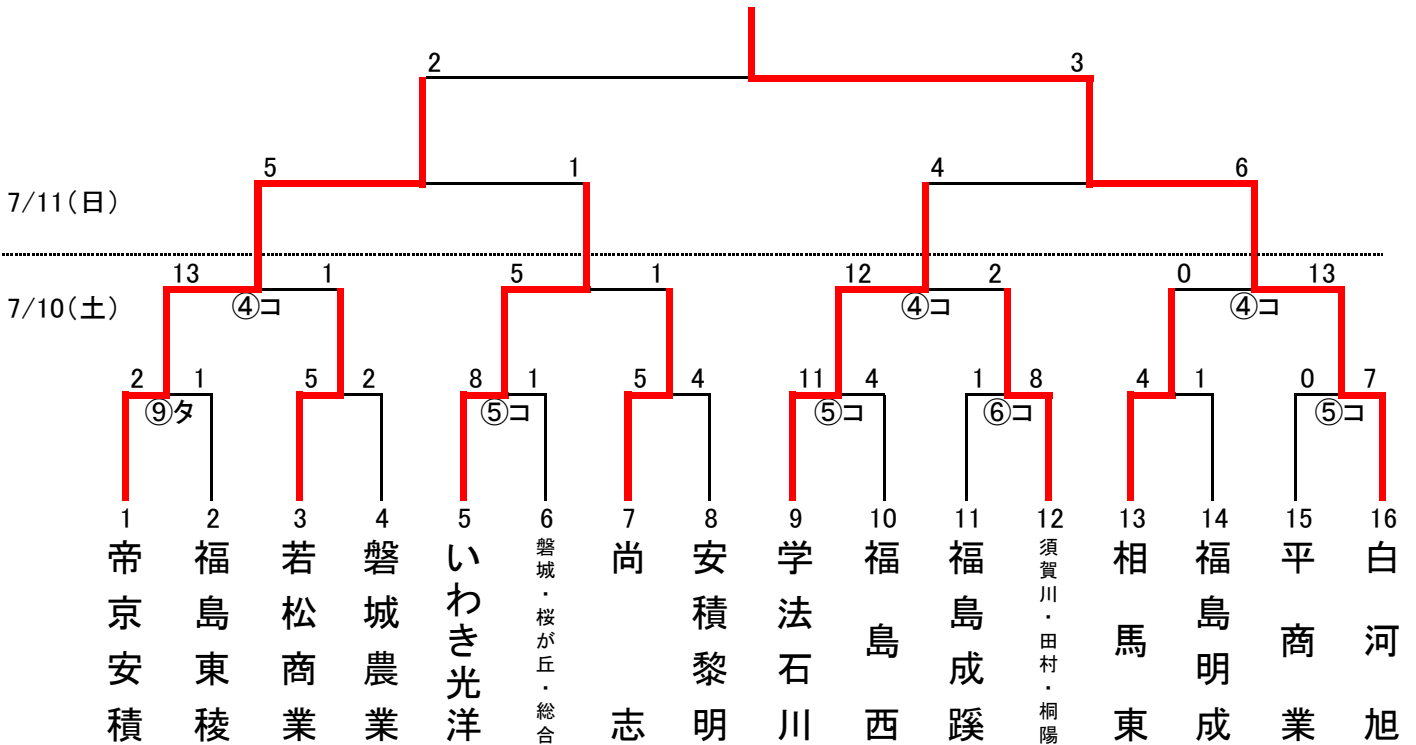 2 3
5 1 4 6
7/11(日)
13 1 5 1 12 2 0 13
7/10(土) ④コ ④コ ④コ
2 1 5 2 8 1 5 4 11 4 1 8 4 1 0 7
⑨タ ⑤コ ⑤コ ⑥コ ⑤コ
1 2 3 4 5 6 7 8 9 10 11 12 13 14 15 16
帝京安積
福島東稜
若松商業
磐城農業
いわき光洋
磐城・桜が丘・総合
尚志
安積黎明
学法石川
福島西
福島成蹊
須賀川・田村・桐陽
相馬東
福島明成
平商業
白河旭